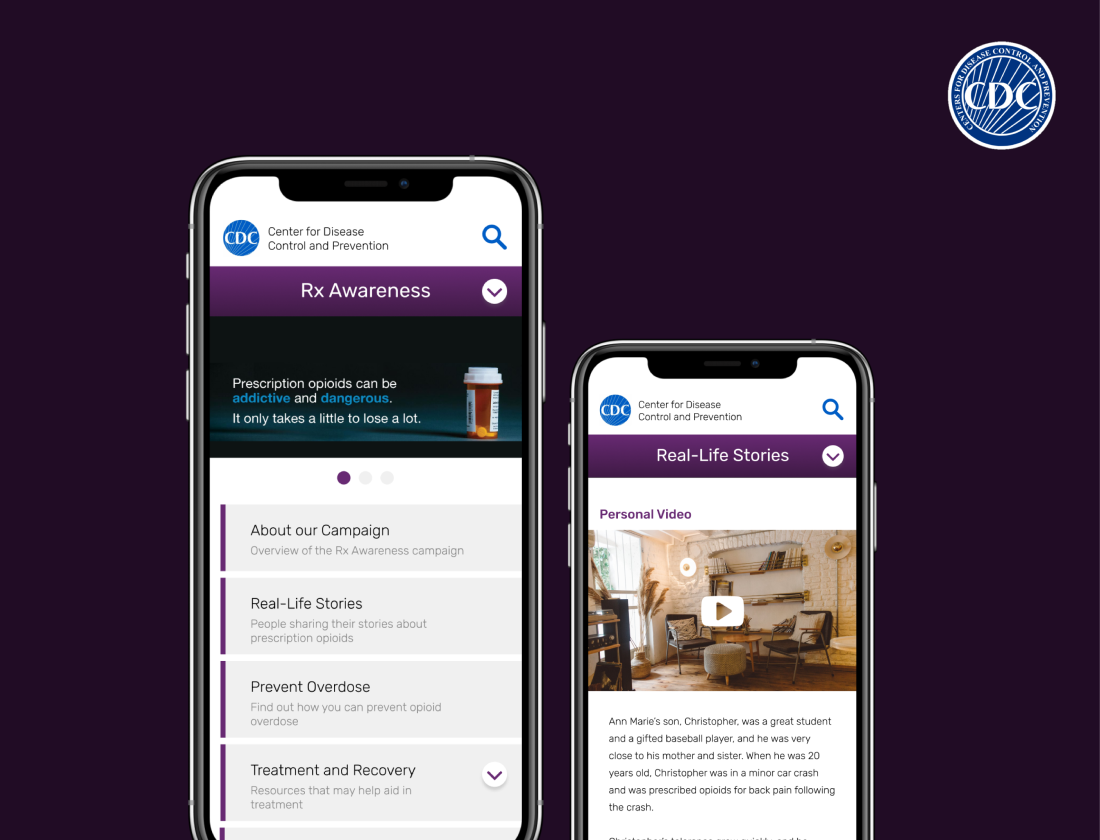 CENTERS FOR DISEASE CONTROL AND PREVENTION
CDC
CDC
Center for Disease
Control and Prevention
Rx Awareness
Prescription opioids can be
addictive and dangerous.
It only takes a little to lose a lot.
About our Campaign
Overview of the Rx Awareness campaign
Real-Life Stories
People sharing their stories about
prescription opioids
Prevent Overdose
Find out how you can prevent opioid
overdose
Treatment and Recovery
Resources that may help aid in
treatment
CDC
Center for Disease
Control and Prevention
Real-Life Stories
Personal Video
Ann Marie's son, Christopher, was a great student
and a gifted baseball player, and he was very
close to his mother and sister. When he was 20
years old, Christopher was in a minor car crash
and was prescribed opioids for back pain following
the crash.